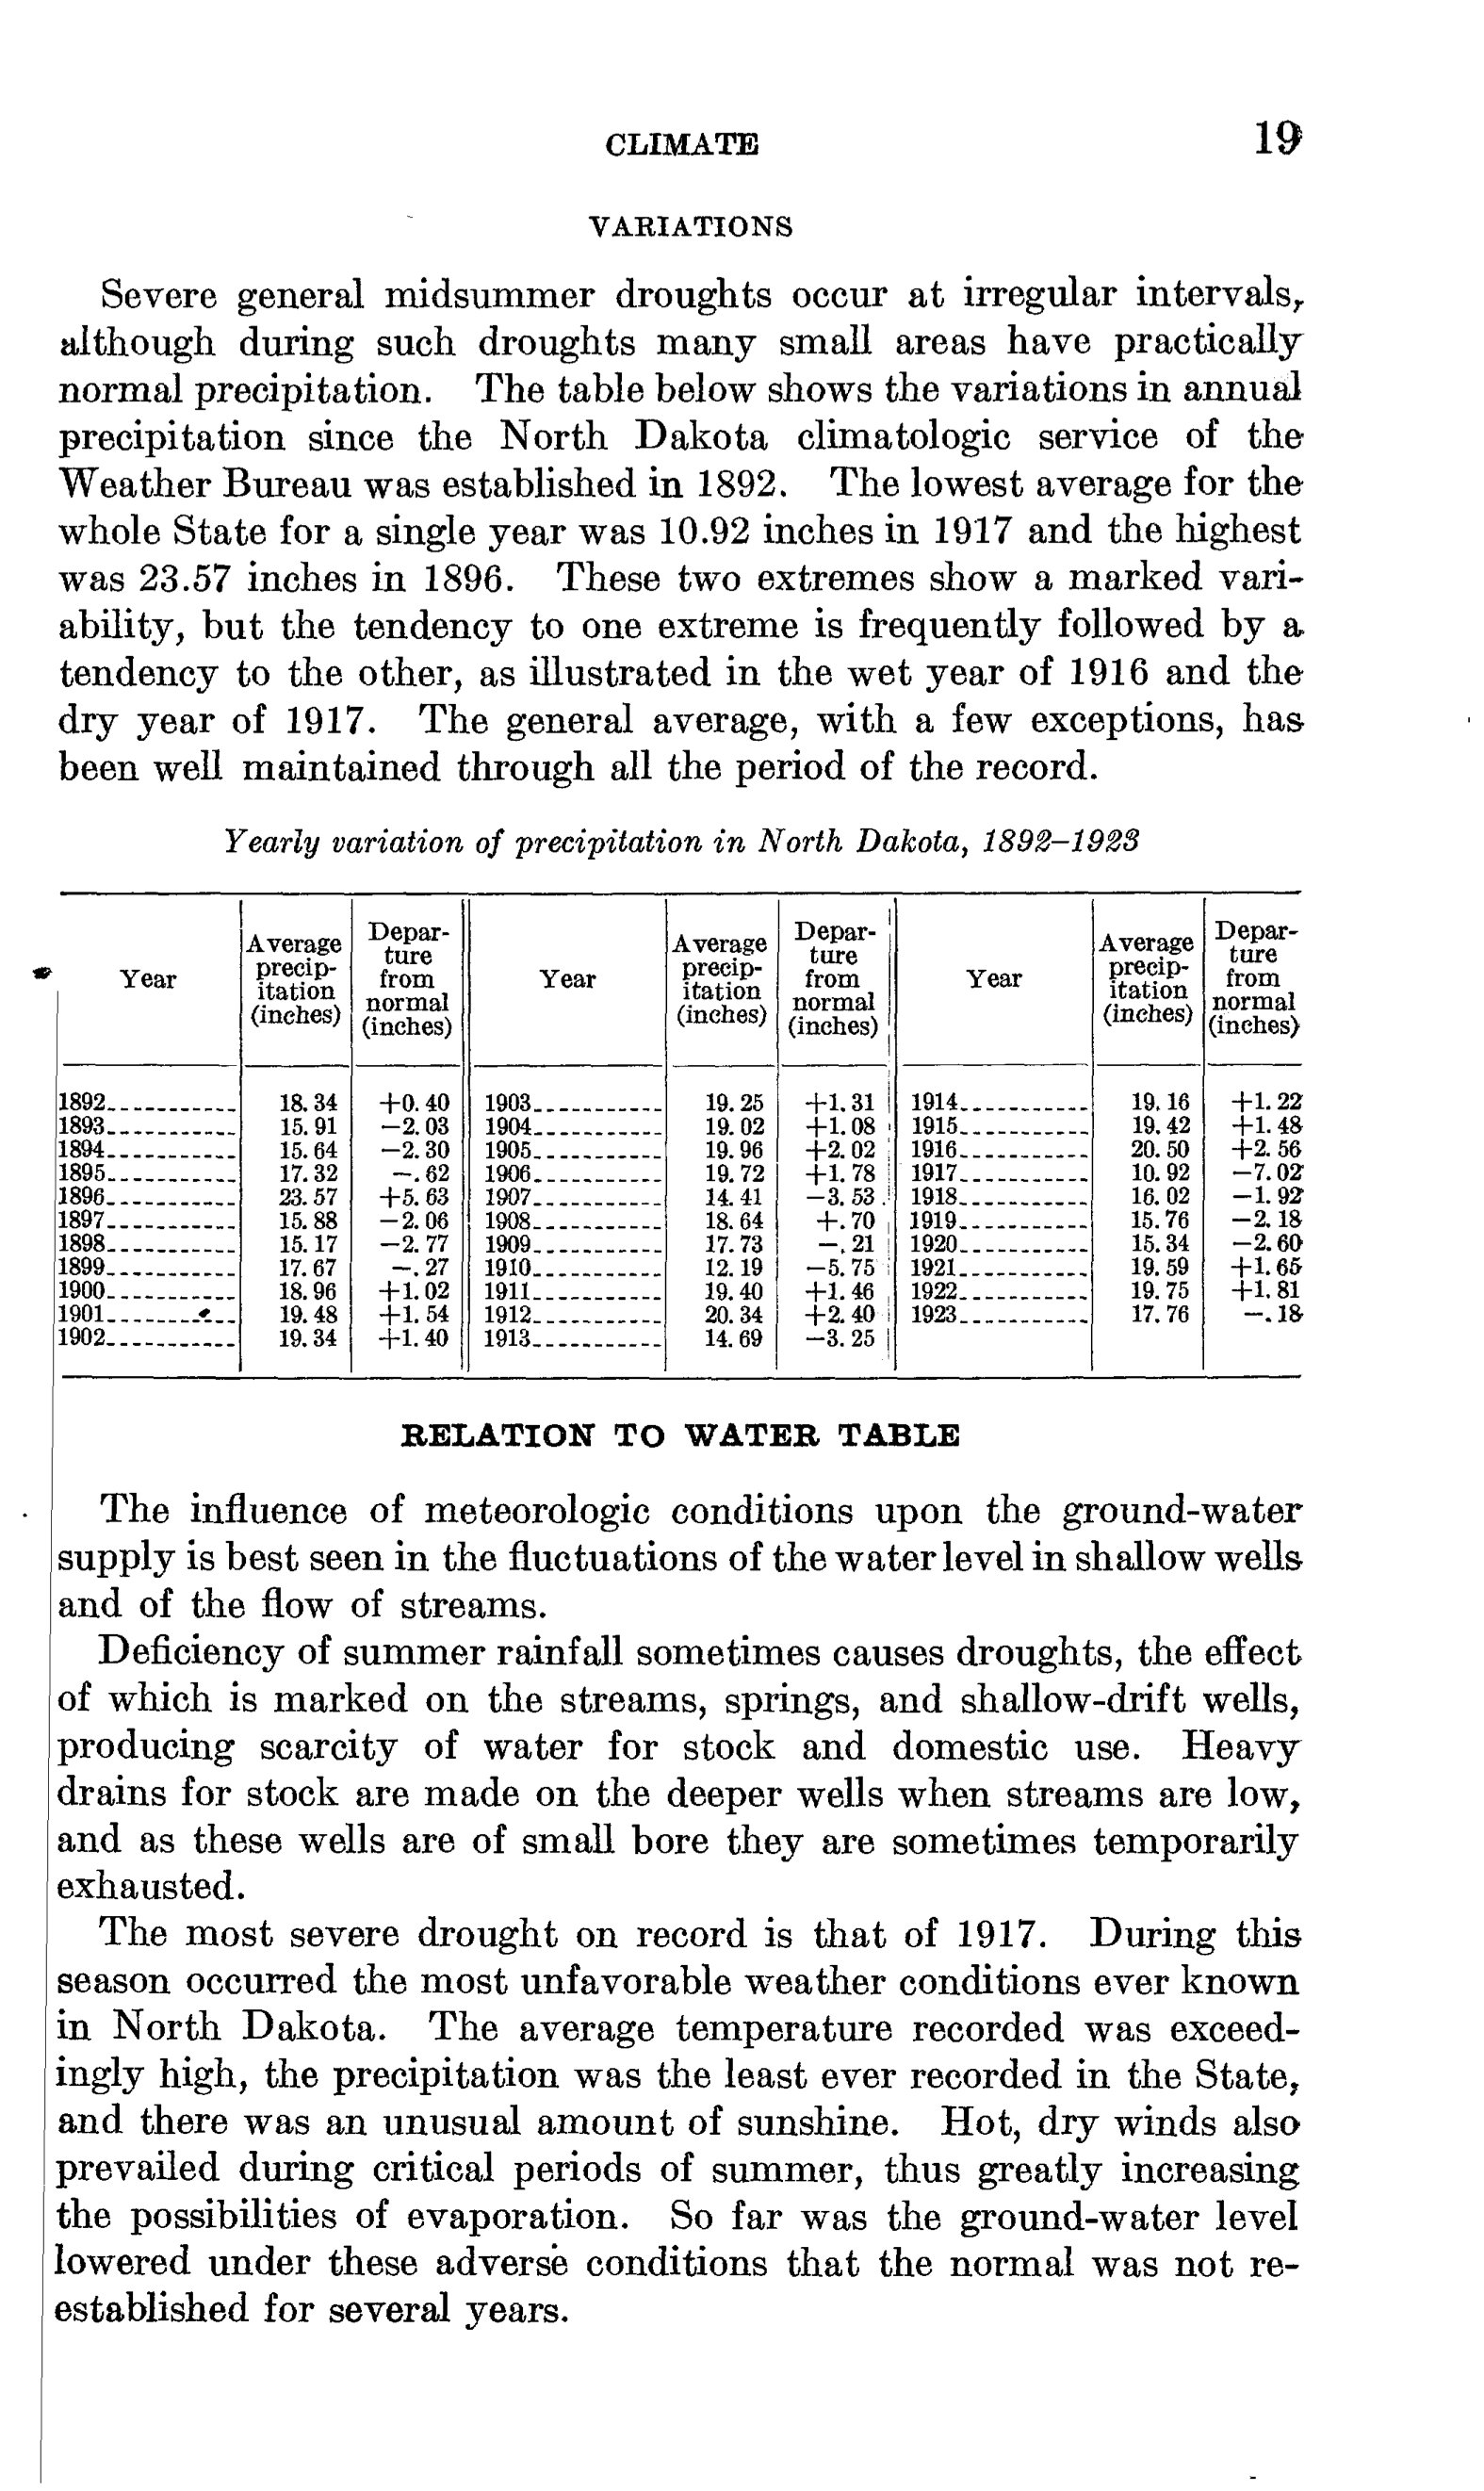 CLIMATE 19
VARIATIONS
Severe general midsummer droughts occur at irregular intervals,
although during such droughts many small areas have practically
normal precipitation. The table below shows the variations in annual
precipitation since the North Dakota climatologic service of the
Weather Bureau was established in 1892. The lowest average for the
whole State for a single year was 10.92 inches in 1917 and the highest
was 23.57 inches in 1896. These two extremes show a marked vari-
ability, but the tendency to one extreme is frequently followed by a
tendency to the other, as illustrated in the wet year of 1916 and the
dry year of 1917. The general average, with a few exceptions, has
been well maintained through all the period of the record.
Yearly variation of precipitation in North Dakota, 1892–1923
Year | Average precip-itation (inches) | Depar-ture from normal (inches) | Year | Average precip-itation (inches) | Depar-ture from normal (inches) | Year | Average precip-itation (inches) | Depar-ture from normal (inches)
1892 18.34 +0.40 1903 19.25 +1.31 1914 19.16 +1.22
1893 15.91 −2.03 1904 19.02 +1.08 1915 19.42 +1.48
1894 15.64 −2.30 1905 19.96 +2.02 1916 20.50 +2.56
1895 17.32 −.62 1906 19.72 +1.78 1917 10.92 −7.02
1896 23.57 +5.63 1907 14.41 −3.53 1918 16.02 −1.92
1897 15.88 −2.06 1908 18.64 +.70 1919 15.76 −2.18
1898 15.17 −2.77 1909 17.73 −.21 1920 15.34 −2.60
1899 17.67 −.27 1910 12.19 −5.75 1921 19.59 +1.65
1900 18.96 +1.02 1911 19.40 +1.46 1922 19.75 +1.81
1901 19.48 +1.54 1912 20.34 +2.40 1923 17.76 −.18
1902 19.34 +1.40 1913 14.69 −3.25
RELATION TO WATER TABLE
The influence of meteorologic conditions upon the ground-water
supply is best seen in the fluctuations of the water level in shallow wells
and of the flow of streams.
Deficiency of summer rainfall sometimes causes droughts, the effect
of which is marked on the streams, springs, and shallow-drift wells,
producing scarcity of water for stock and domestic use. Heavy
drains for stock are made on the deeper wells when streams are low,
and as these wells are of small bore they are sometimes temporarily
exhausted.
The most severe drought on record is that of 1917. During this
season occurred the most unfavorable weather conditions ever known
in North Dakota. The average temperature recorded was exceed-
ingly high, the precipitation was the least ever recorded in the State,
and there was an unusual amount of sunshine. Hot, dry winds also
prevailed during critical periods of summer, thus greatly increasing
the possibilities of evaporation. So far was the ground-water level
lowered under these adverse conditions that the normal was not re-
established for several years.